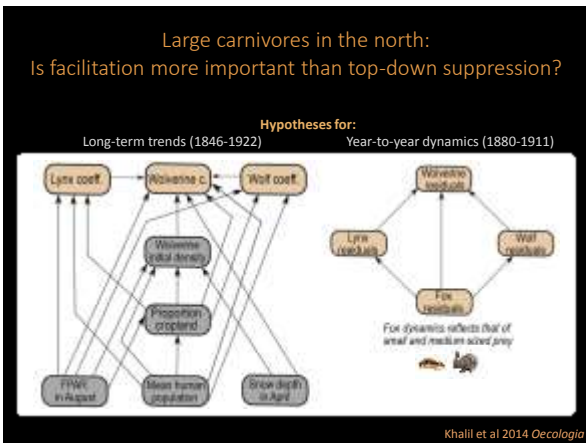 Large carnivores in the north:
Is facilitation more important than top-down suppression?
Hypotheses for:
Long-term trends (1846-1922)
Year-to-year dynamics (1880-1911)
Lynx coeff.
Wolverine c.
Wolf coeff.
Wolverine
initial density
Proportion
cropland
FPAR
in August
Mean human
population
Snow depth
in April
Wolverine
residuals
Lynx
residuals
Wolf
residuals
Fox
residuals
Fox dynamics reflects that of
small and medium sized prey
Khalil et al 2014 Oecologia